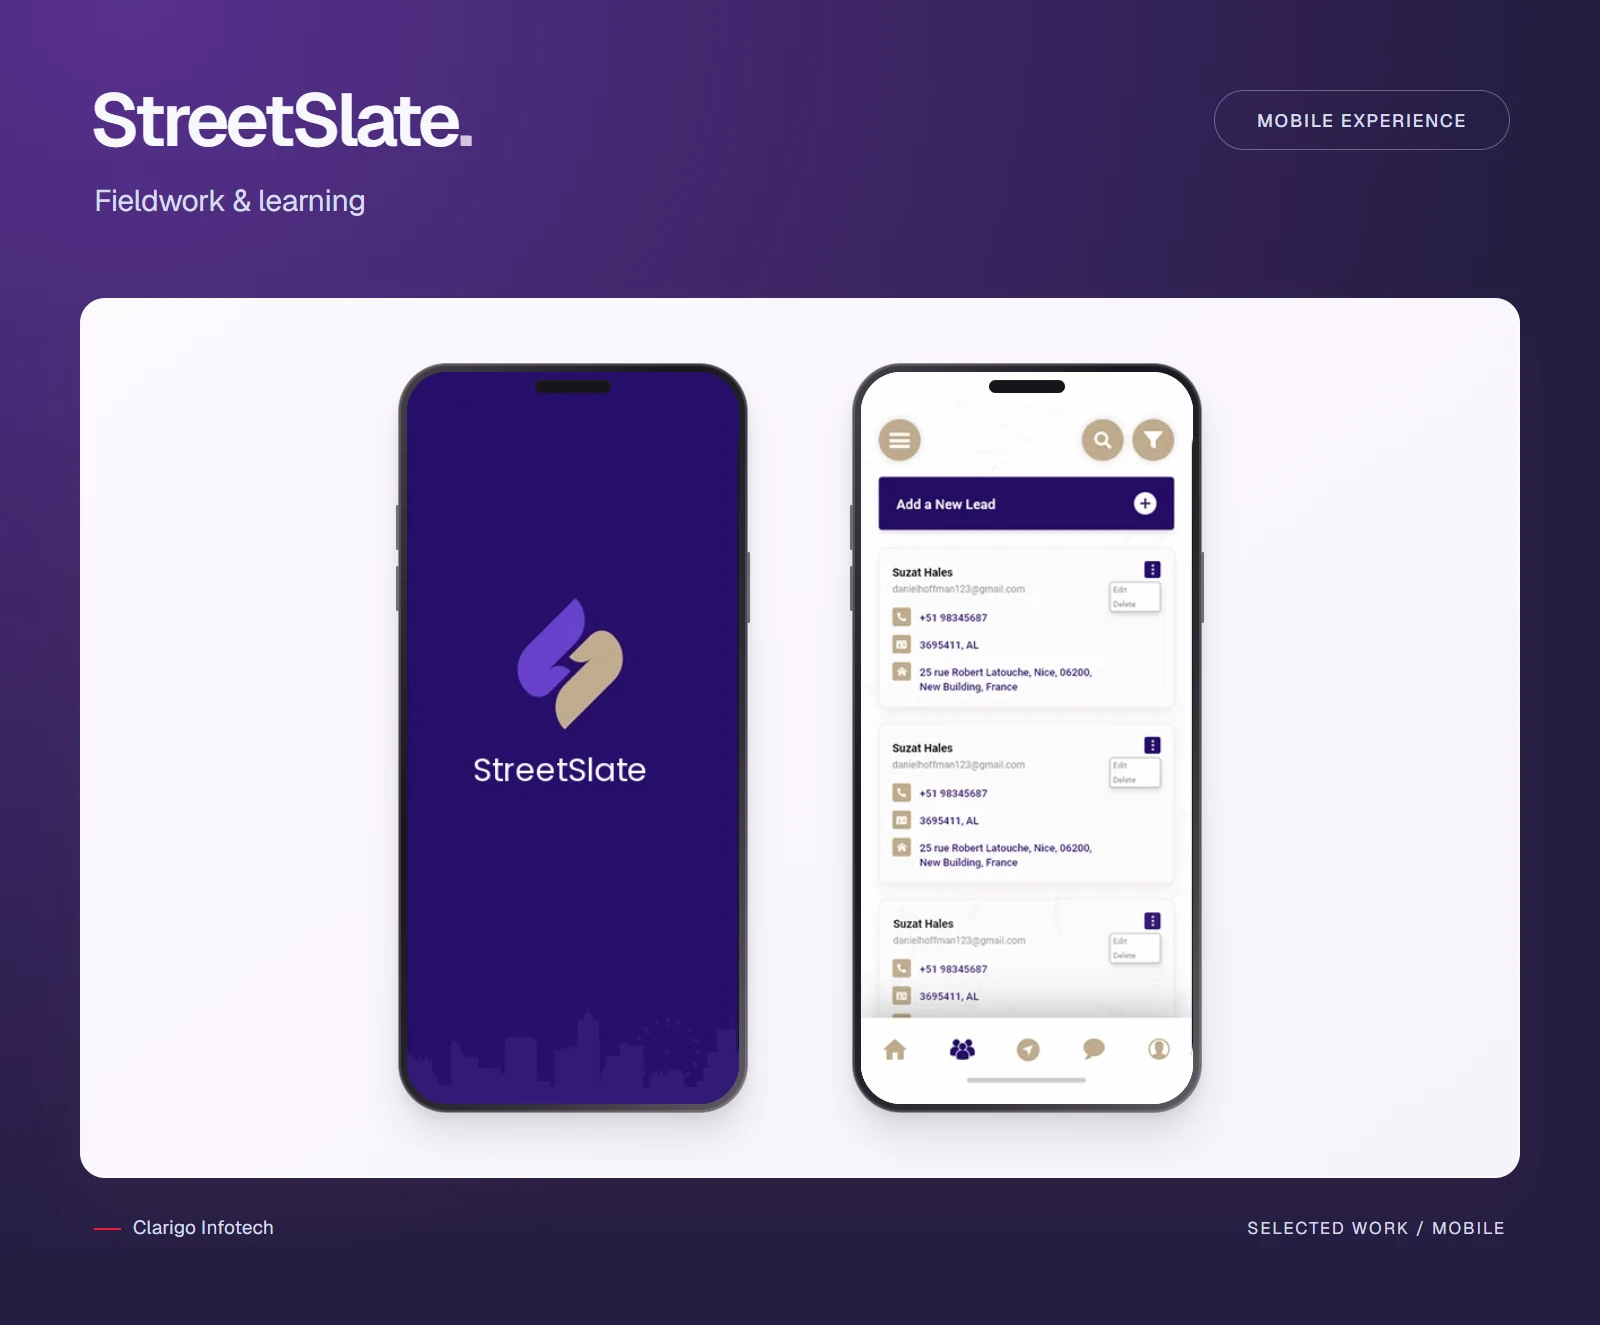 StreetSlate.
MOBILE EXPERIENCE
Fieldwork & learning
StreetSlate
Add a New Lead
Suzat Hales
danielhoffman123@gmail.com
Edit
Delete
+51 98345687
3695411, AL
25 rue Robert Latouche, Nice, 06200,
New Building, France
Suzat Hales
danielhoffman123@gmail.com
Edit
Delete
+51 98345687
3695411, AL
25 rue Robert Latouche, Nice, 06200,
New Building, France
Suzat Hales
danielhoffman123@gmail.com
Edit
Delete
+51 98345687
3695411, AL
Clarigo Infotech
SELECTED WORK / MOBILE